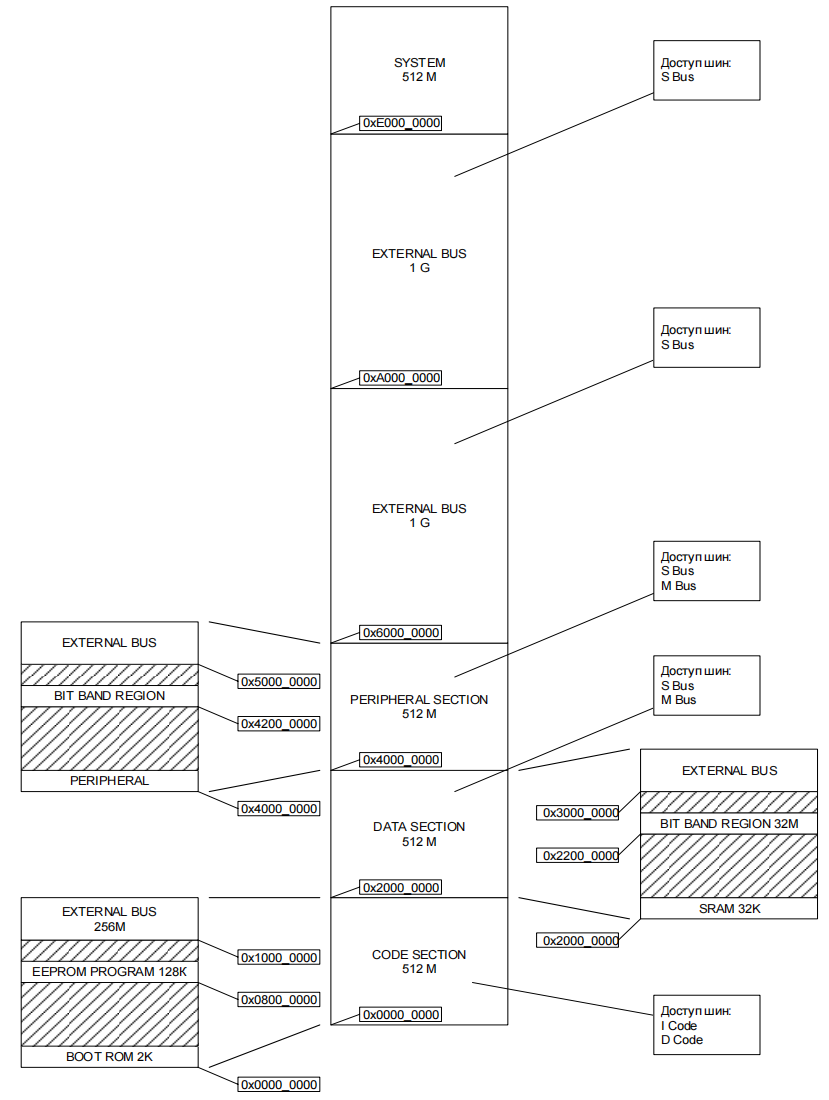 SYSTEM
512 M
0xE000_0000
Доступ шин:
S Bus
EXTERNAL BUS
1 G
0xA000_0000
Доступ шин:
S Bus
EXTERNAL BUS
1 G
0x6000_0000
Доступ шин:
S Bus
M Bus
EXTERNAL BUS
0x5000_0000
BIT BAND REGION
0x4200_0000
PERIPHERAL
0x4000_0000
PERIPHERAL SECTION
512 M
0x4000_0000
Доступ шин:
S Bus
M Bus
DATA SECTION
512 M
0x2000_0000
EXTERNAL BUS
0x3000_0000
BIT BAND REGION 32M
0x2200_0000
SRAM 32K
0x2000_0000
EXTERNAL BUS
256M
0x1000_0000
EEPROM PROGRAM 128K
0x0800_0000
BOOT ROM 2K
0x0000_0000
CODE SECTION
512 M
0x0000_0000
Доступ шин:
I Code
D Code